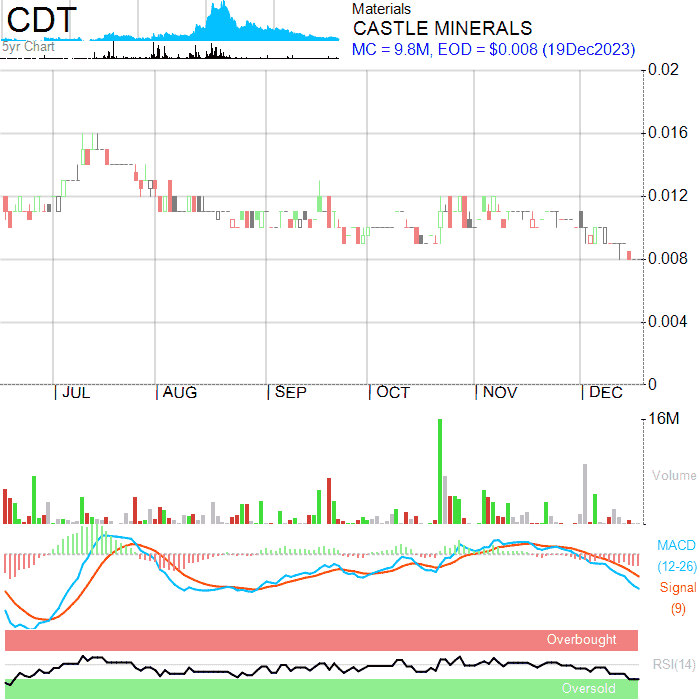 CDT
5yr Chart
Materials
CASTLE MINERALS
MC = 9.8M, EOD = $0.008 (19Dec2023)
0.02
0.016
0.012
0.008
0.004
0
JUL AUG SEP OCT NOV DEC
16M
Volume
MACD
(12-26)
Signal
(9)
Overbought
RSI(14)
Oversold